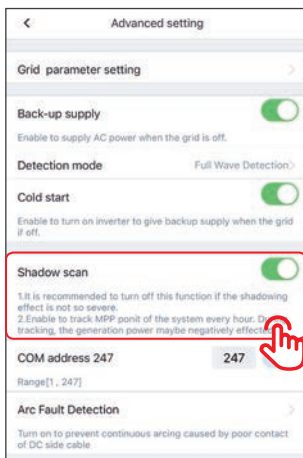 Advanced setting
Grid parameter setting
Back-up supply
Enable to supply AC power when the grid is off.
Detection mode Full Wave Detection
Cold start
Enable to turn on inverter to give backup supply when the grid
if off.
Shadow scan
1.It is recommended to turn off this function if the shadowing
effect is not so severe.
2.Enable to track MPP ponit of the system every hour.
tracking, the generation power maybe negatively effected
COM address 247 247
Range[1 , 247]
Arc Fault Detection
Turn on to prevent continuous arcing caused by poor contact
of DC side cable